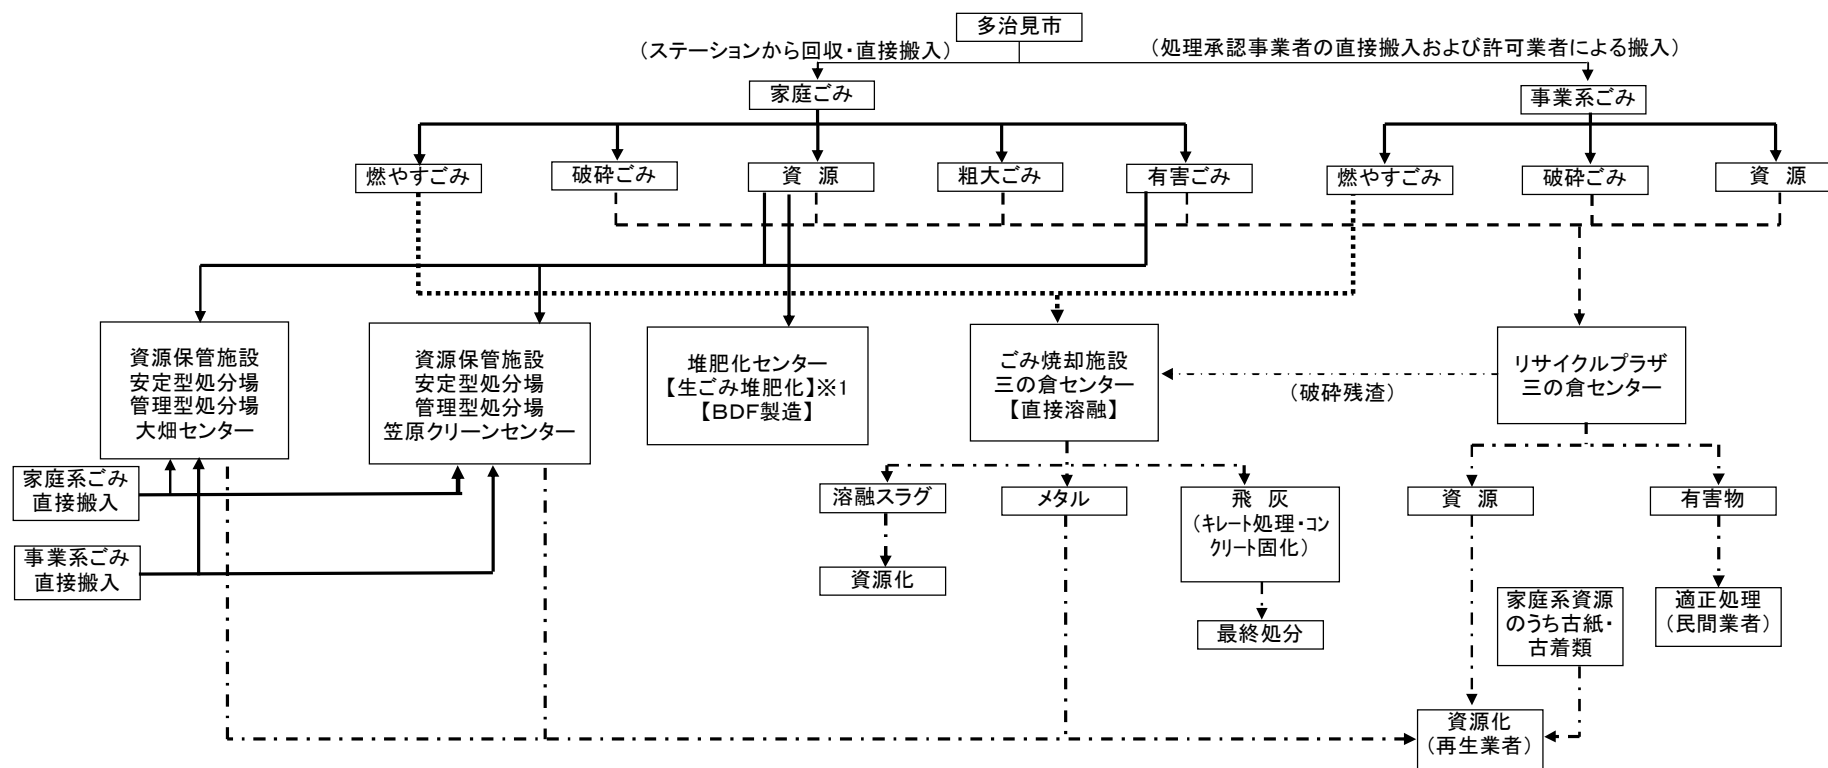 多治見市
（ステーションから回収・直接搬入）
（処理承認事業者の直接搬入および許可業者による搬入）
家庭ごみ
事業系ごみ
燃やすごみ
破砕ごみ
資 源
粗大ごみ
有害ごみ
燃やすごみ
破砕ごみ
資 源
資源保管施設
安定型処分場
管理型処分場
大畑センター
資源保管施設
安定型処分場
管理型処分場
笠原クリーンセンター
堆肥化センター
【生ごみ堆肥化】※1
【BDF製造】
ごみ焼却施設
三の倉センター
【直接溶融】
（破砕残渣）
リサイクルプラザ
三の倉センター
家庭系ごみ
直接搬入
事業系ごみ
直接搬入
溶融スラグ
資源化
メタル
飛 灰
（キレート処理・コン
クリート固化）
最終処分
資 源
有害物
家庭系資源
のうち古紙・
古着類
適正処理
（民間業者）
資源化
（再生業者）